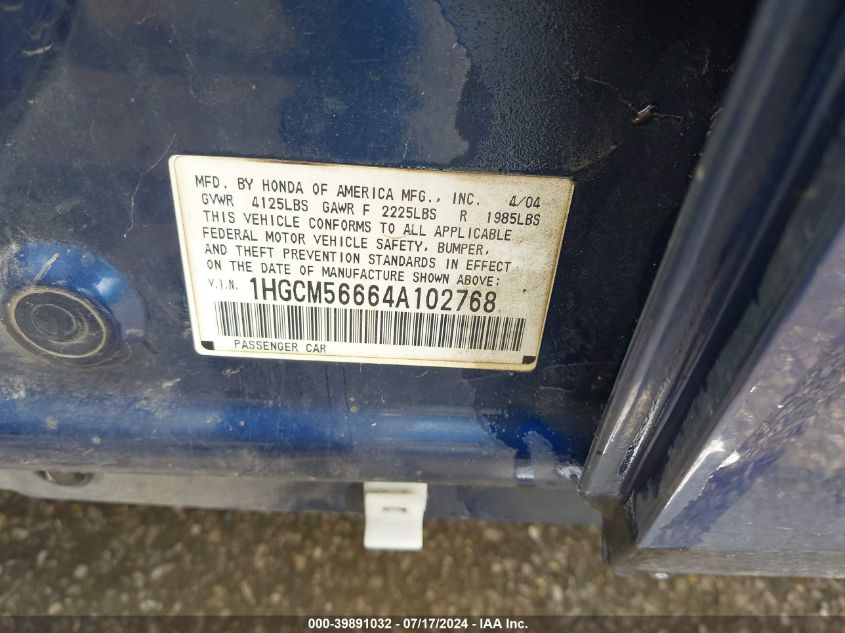 MFD. BY HONDA OF AMERICA MFG., INC. 4/04
GVWR 4125LBS GAWR F 2225LBS R 1985LBS
THIS VEHICLE CONFORMS TO ALL APPLICABLE
FEDERAL MOTOR VEHICLE SAFETY, BUMPER,
AND THEFT PREVENTION STANDARDS IN EFFECT
ON THE DATE OF MANUFACTURE SHOWN ABOVE:
V.I.N. 1HGCM56664A102768
PASSENGER CAR
000-39891032 - 07/17/2024 - IAA Inc.